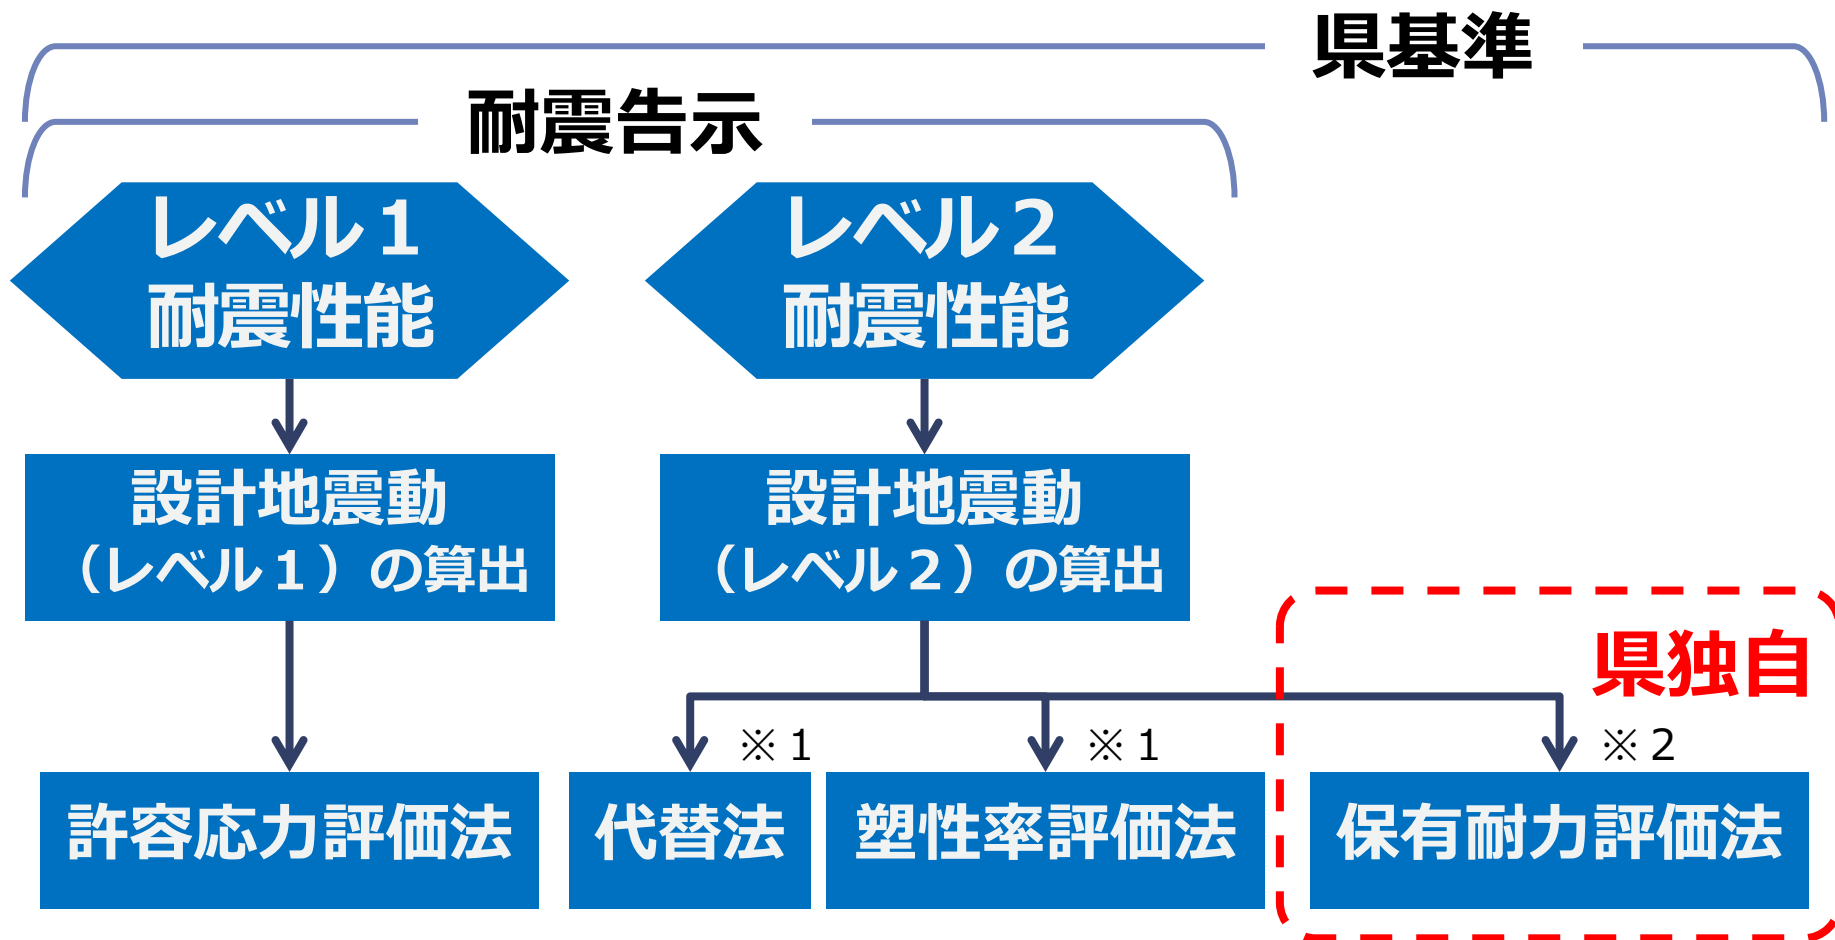 県基準
耐震告示
レベル１
耐震性能
レベル２
耐震性能
設計地震動
（レベル１）の算出
設計地震動
（レベル２）の算出
県独自
※１
※１
※２
許容応力評価法
代替法
塑性率評価法
保有耐力評価法